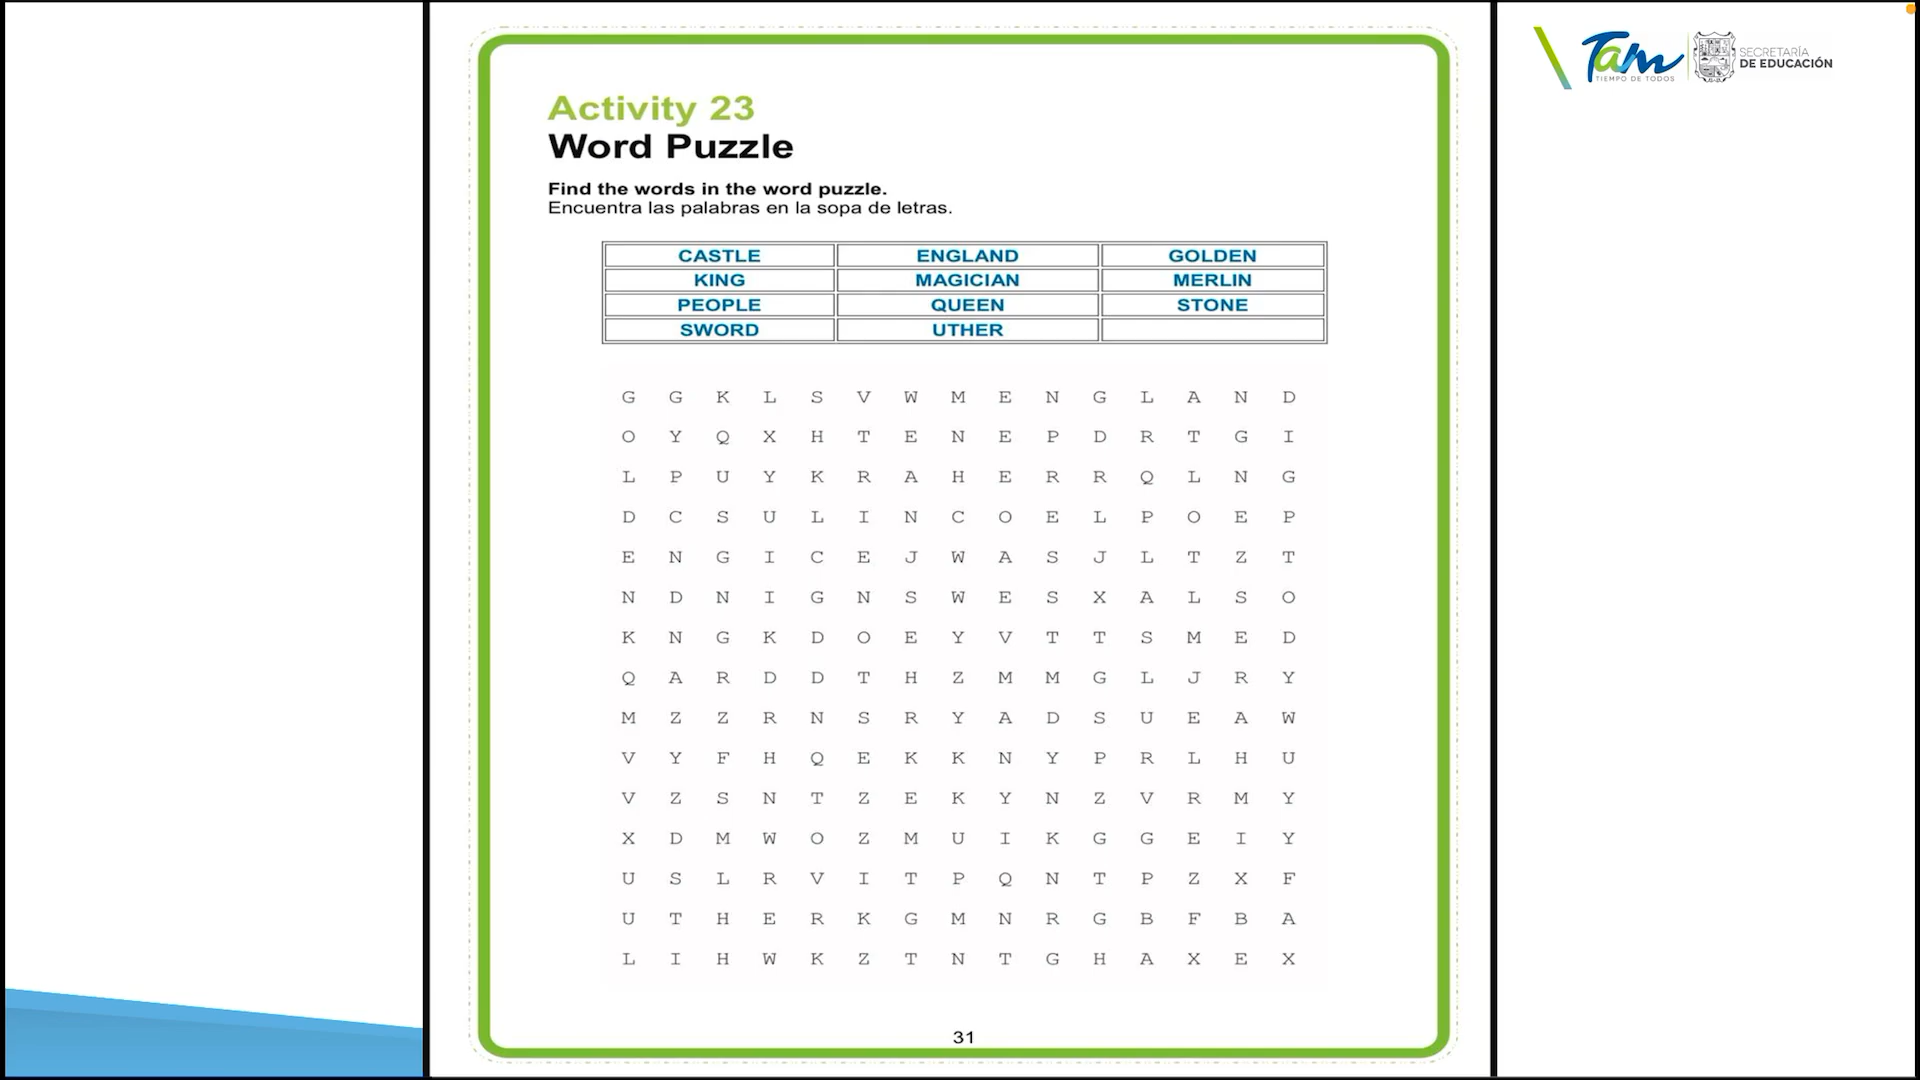 Tam
TIEMPO DE TODOS
SECRETARÍA
DE EDUCACIÓN
Activity 23
Word Puzzle
Find the words in the word puzzle.
Encuentra las palabras en la sopa de letras.
CASTLE ENGLAND GOLDEN
KING MAGICIAN MERLIN
PEOPLE QUEEN STONE
SWORD UTHER
G G K L S V W M E N G L A N D
O Y Q X H T E N E P D R T G I
L P U Y K R A H E R R Q L N G
D C S U L I N C O E L P O E P
E N G I C E J W A S J L T Z T
N D N I G N S W E S X A L S O
K N G K D O E Y V T T S M E D
Q A R D D T H Z M M G L J R Y
M Z Z R N S R Y A D S U E A W
V Y F H Q E K K N Y P R L H U
V Z S N T Z E K Y N Z V R M Y
X D M W O Z M U I K G G E I Y
U S L R V I T P Q N T P Z X F
U T H E R K G M N R G B F B A
L I H W K Z T N T G H A X E X
31